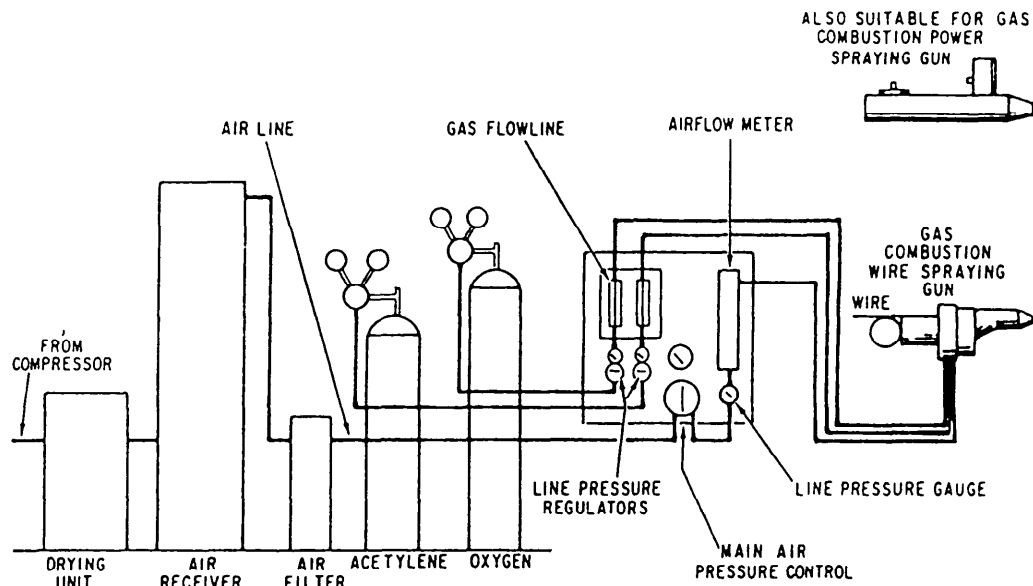 ALSO SUITABLE FOR GAS
COMBUSTION POWER
SPRAYING GUN
AIR LINE
GAS FLOWLINE
AIRFLOW METER
GAS
COMBUSTION
WIRE SPRAYING
GUN
WIRE
FROM
COMPRESSOR
LINE PRESSURE
REGULATORS
LINE PRESSURE GAUGE
MAIN AIR
PRESSURE CONTROL
DRYING
UNIT
AIR
RECEIVER
AIR
FILTER
ACETYLENE
OXYGEN